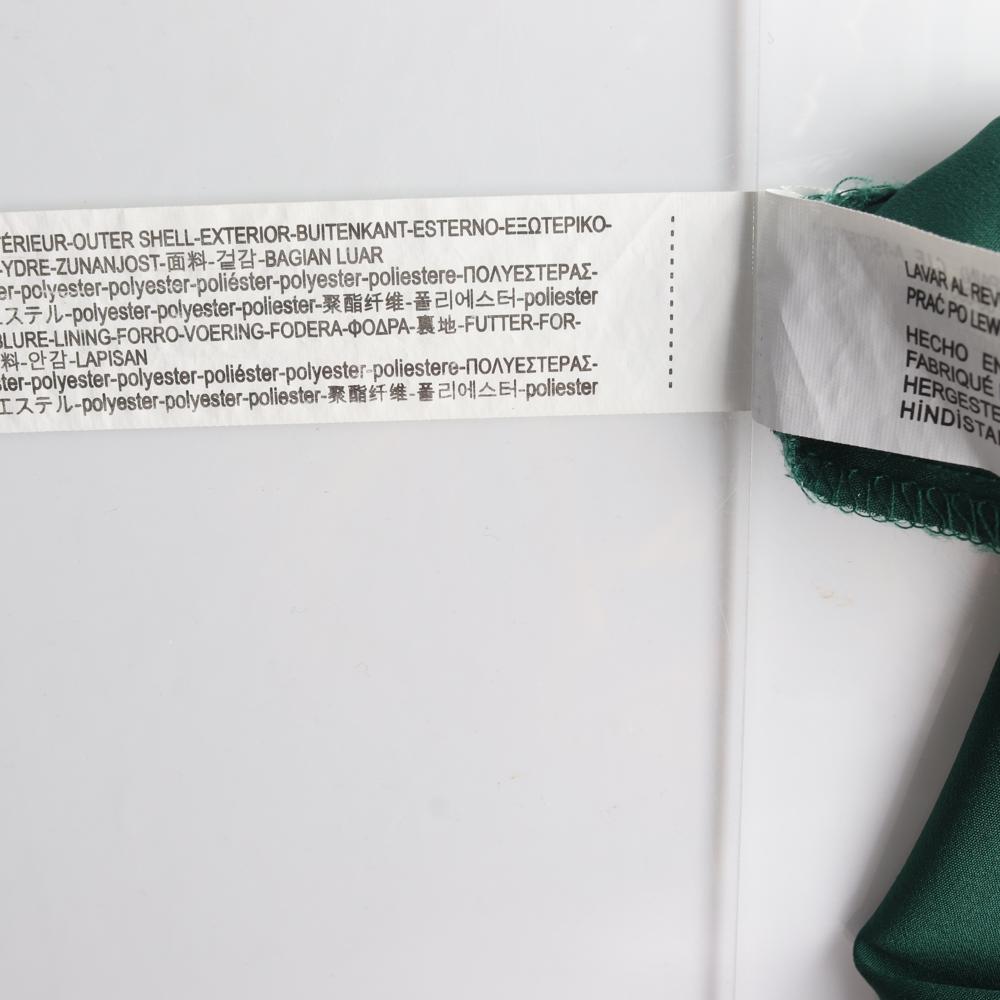 TÉRIEUR-OUTER SHELL-EXTERIOR-BUITENKANT-ESTERNO-ΕΞΩΤΕΡΙΚΟ-
-YDRE-ZUNANJOST-面料-겉감-BAGIAN LUAR
er-polyester-polyester-poliéster-polyester-poliestere-ΠΟΛΥΕΣΤΕΡΑΣ-
エステル-polyester-polyester-poliester-聚酯纤维-폴리에스터-poliester
BLURE-LINING-FORRO-VOERING-FODERA-ΦΟΔΡΑ-裏地-FUTTER-FOR-
料-안감-LAPISAN
ster-polyester-polyester-poliéster-polyester-poliestere-ΠΟΛΥΕΣΤΕΡΑΣ-
エステル-polyester-polyester-poliester-聚酯纤维-폴리에스터-poliester
LAVAR AL REV
PRAĆ PO LEW
HECHO EN
FABRIQUÉ
HERGESTE
HİNDİSTA